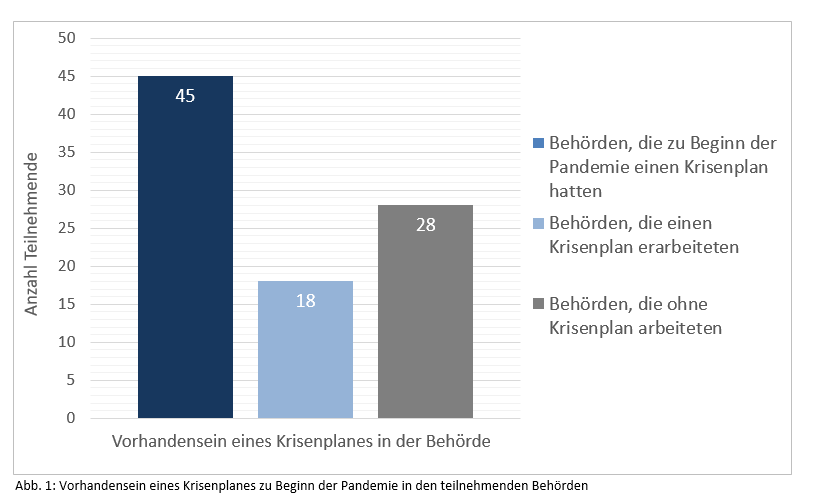 50
45
40
35
30
25
20
15
10
5
0
Anzahl Teilnehmende
45
18
28
Vorhandensein eines Krisenplanes in der Behörde
Behörden, die zu Beginn der
Pandemie einen Krisenplan
hatten
Behörden, die einen
Krisenplan erarbeiteten
Behörden, die ohne
Krisenplan arbeiteten
Abb. 1: Vorhandensein eines Krisenplanes zu Beginn der Pandemie in den teilnehmenden Behörden